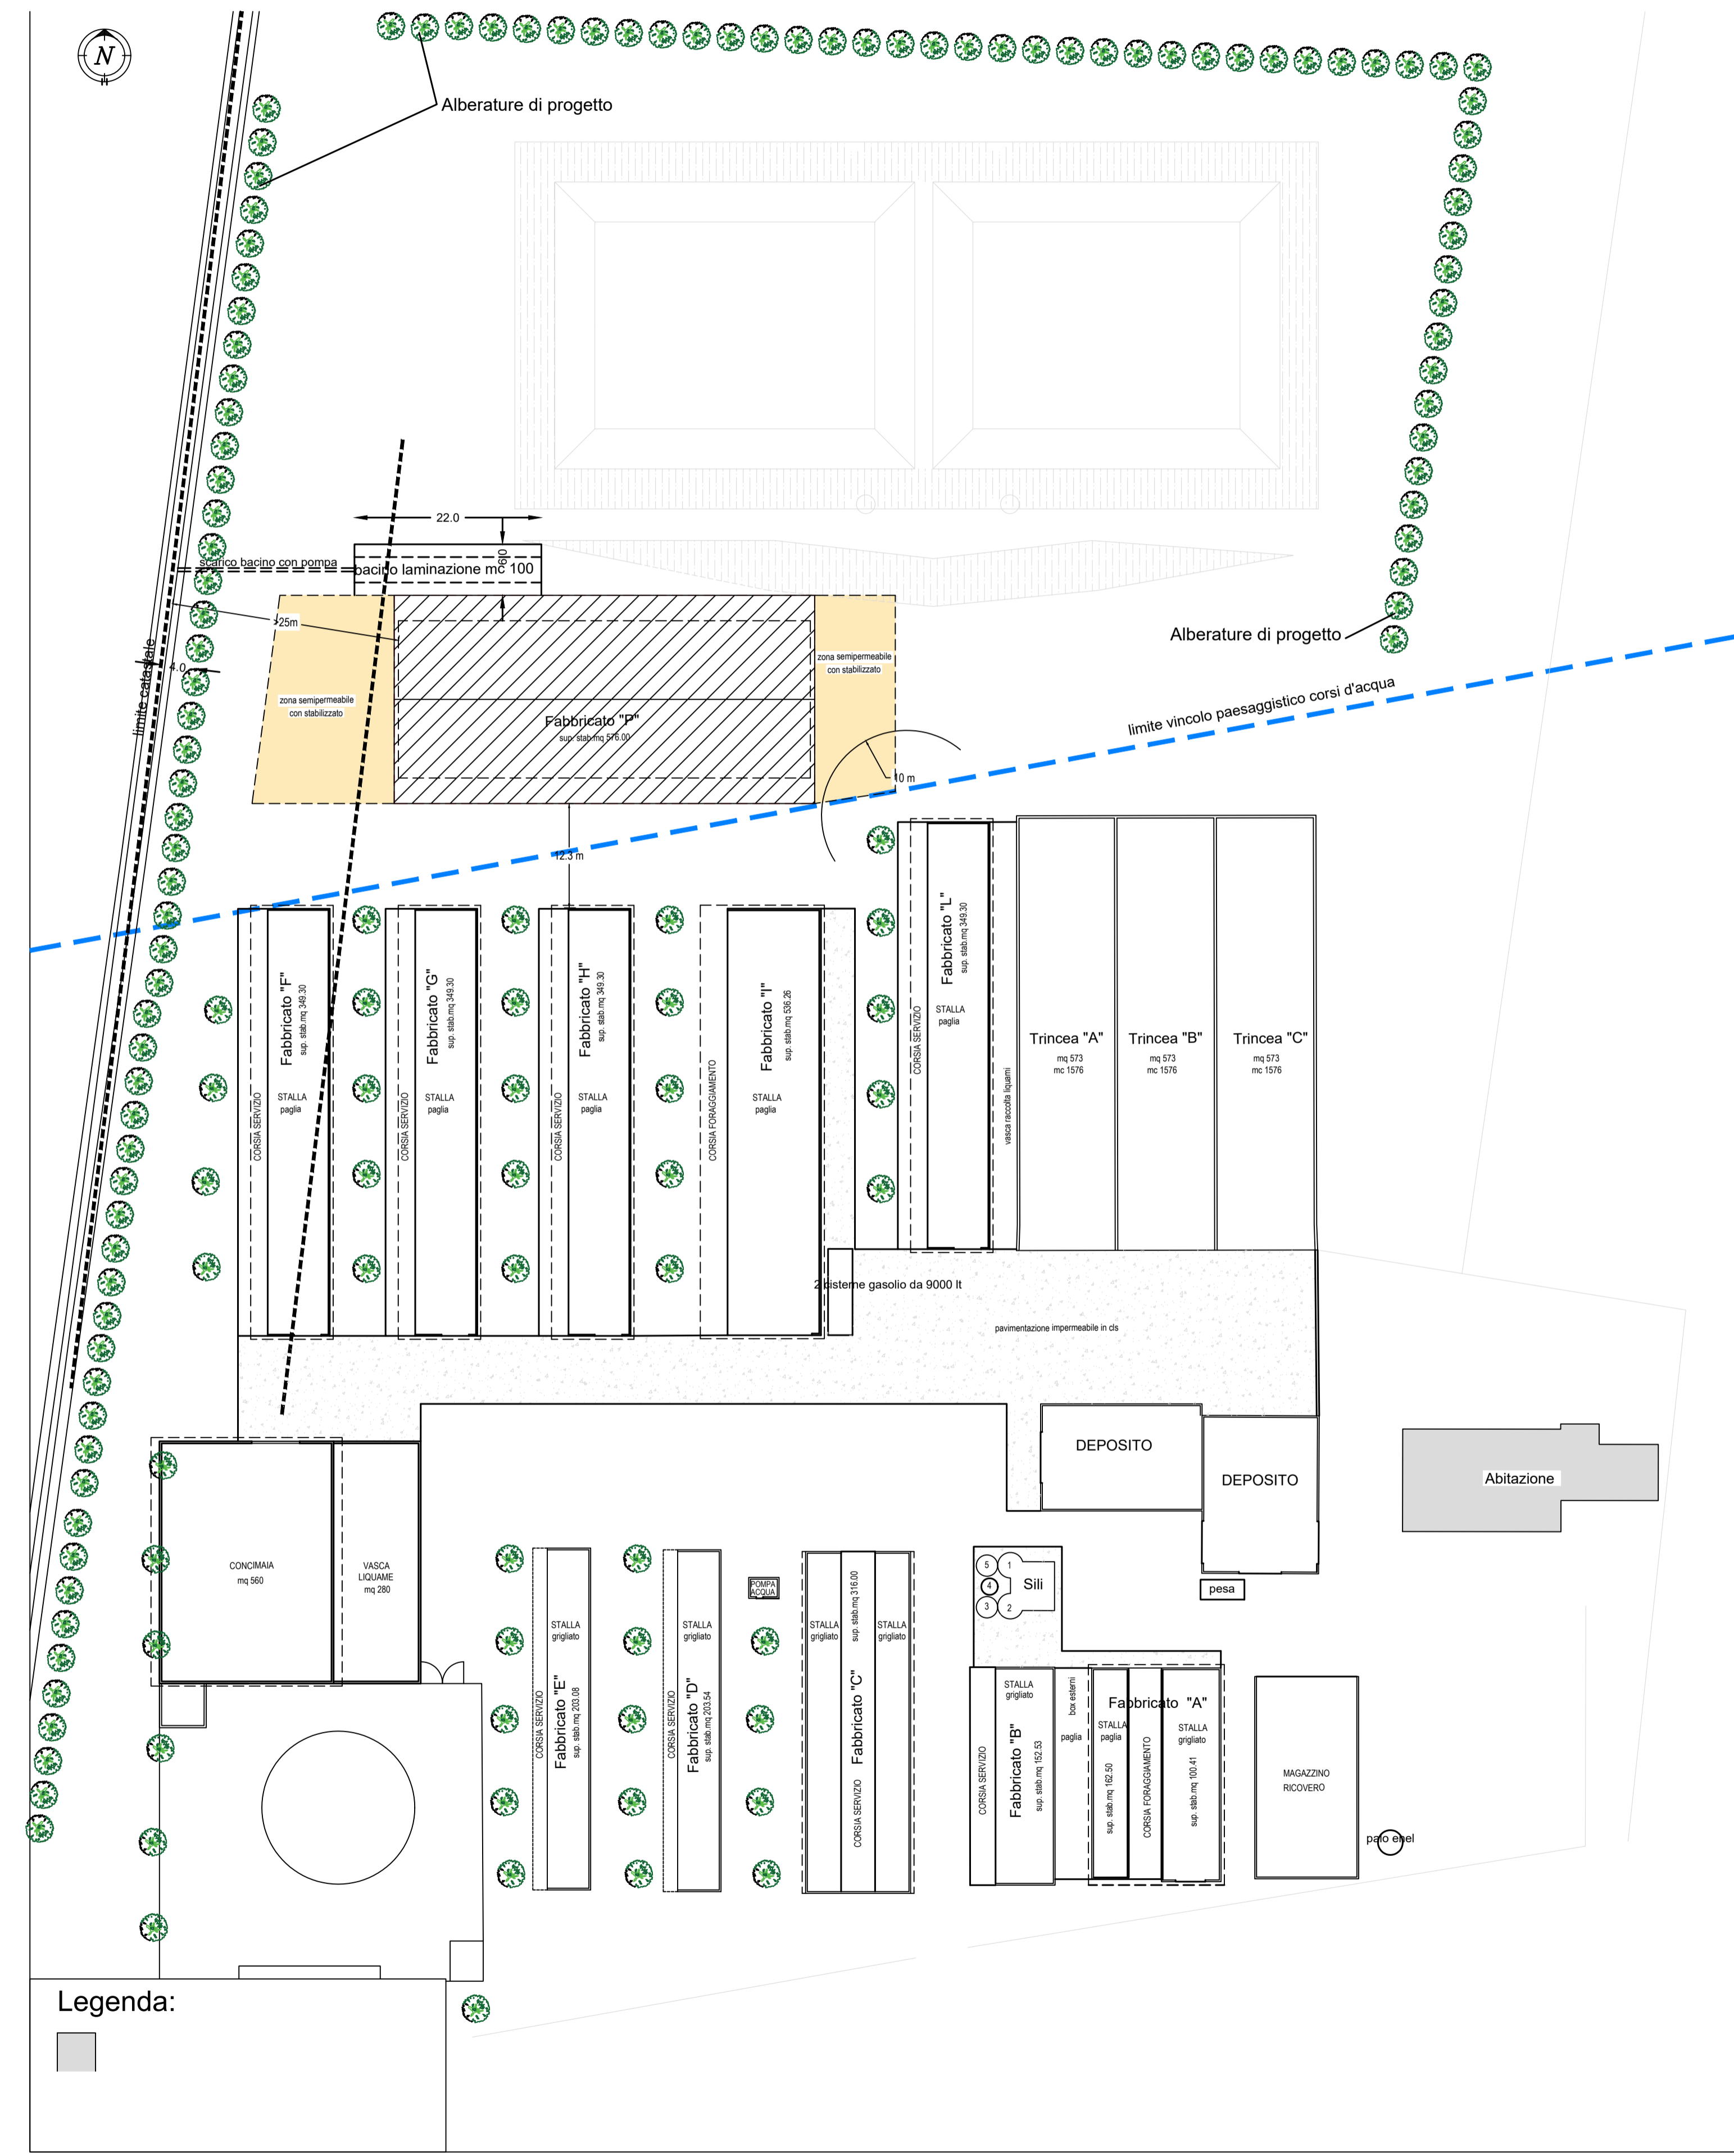 N
Alberature di progetto
22.0
6.0
scarico bacino con pompa
bacino laminazione mc 100
>25m
limite catastale
4.0
zona semipermeabile
con stabilizzato
zona semipermeabile
con stabilizzato
Fabbricato "P"
sup. stab.mq 576.00
Alberature di progetto
limite vincolo paesaggistico corsi d'acqua
10 m
12.3 m
Fabbricato "F"
sup. stab.mq 349.30
STALLA
paglia
CORSIA SERVIZIO
Fabbricato "G"
sup. stab.mq 349.30
STALLA
paglia
CORSIA SERVIZIO
Fabbricato "H"
sup. stab.mq 349.30
STALLA
paglia
CORSIA SERVIZIO
Fabbricato "I"
sup. stab.mq 536.26
STALLA
paglia
CORSIA FORAGGIAMENTO
Fabbricato "L"
sup. stab.mq 349.30
STALLA
paglia
CORSIA SERVIZIO
vasca raccolta liquami
Trincea "A"
mq 573
mc 1576
Trincea "B"
mq 573
mc 1576
Trincea "C"
mq 573
mc 1576
2 cisterne gasolio da 9000 lt
pavimentazione impermeabile in cls
DEPOSITO
DEPOSITO
Abitazione
CONCIMAIA
mq 560
VASCA
LIQUAME
mq 280
POMPA
ACQUA
5
1
4
3
2
Sili
pesa
STALLA
grigliato
CORSIA SERVIZIO
Fabbricato "E"
sup. stab.mq 203.08
STALLA
grigliato
CORSIA SERVIZIO
Fabbricato "D"
sup. stab.mq 203.54
STALLA
grigliato
sup. stab.mq 316.00
STALLA
grigliato
Fabbricato "C"
CORSIA SERVIZIO
STALLA
grigliato
CORSIA SERVIZIO
Fabbricato "B"
sup. stab.mq 152.53
box esterni
paglia
Fabbricato "A"
STALLA
paglia
sup. stab.mq 162.50
CORSIA FORAGGIAMENTO
STALLA
grigliato
sup. stab.mq 100.41
MAGAZZINO
RICOVERO
palo enel
Legenda: